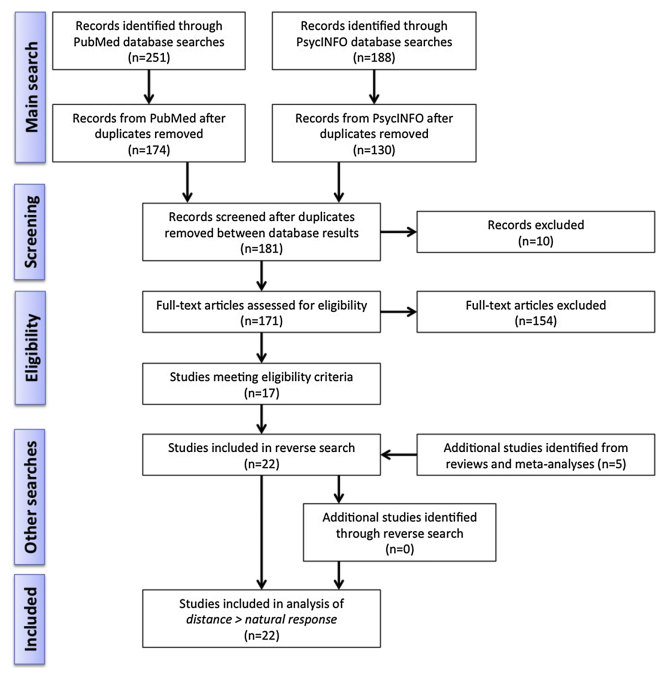 Main search
Records identified through
PubMed database searches
(n=251)
Records identified through
PsycINFO database searches
(n=188)
Records from PubMed after
duplicates removed
(n=174)
Records from PsycINFO after
duplicates removed
(n=130)
Screening
Records screened after duplicates
removed between database results
(n=181)
Records excluded
(n=10)
Eligibility
Full-text articles assessed for eligibility
(n=171)
Full-text articles excluded
(n=154)
Studies meeting eligibility criteria
(n=17)
Other searches
Studies included in reverse search
(n=22)
Additional studies identified from
reviews and meta-analyses (n=5)
Additional studies identified
through reverse search
(n=0)
Included
Studies included in analysis of
distance > natural response
(n=22)